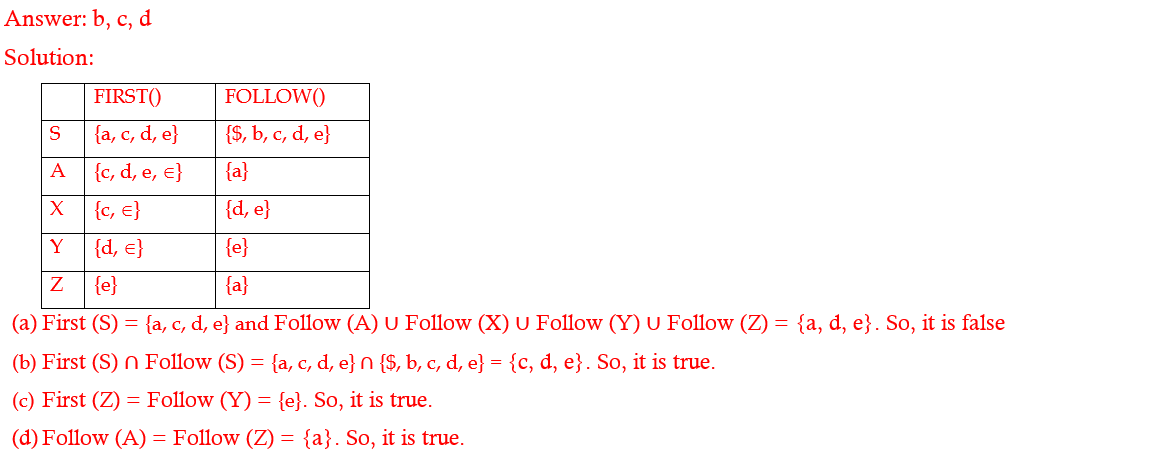 Answer: b, c, d
Solution:
FIRST() FOLLOW()
S {a, c, d, e} {$, b, c, d, e}
A {c, d, e, ∈} {a}
X {c, ∈} {d, e}
Y {d, ∈} {e}
Z {e} {a}
(a) First (S) = {a, c, d, e} and Follow (A) ∪ Follow (X) ∪ Follow (Y) ∪ Follow (Z) = {a, d, e}. So, it is false
(b) First (S) ∩ Follow (S) = {a, c, d, e} ∩ {$, b, c, d, e} = {c, d, e}. So, it is true.
(c) First (Z) = Follow (Y) = {e}. So, it is true.
(d) Follow (A) = Follow (Z) = {a}. So, it is true.